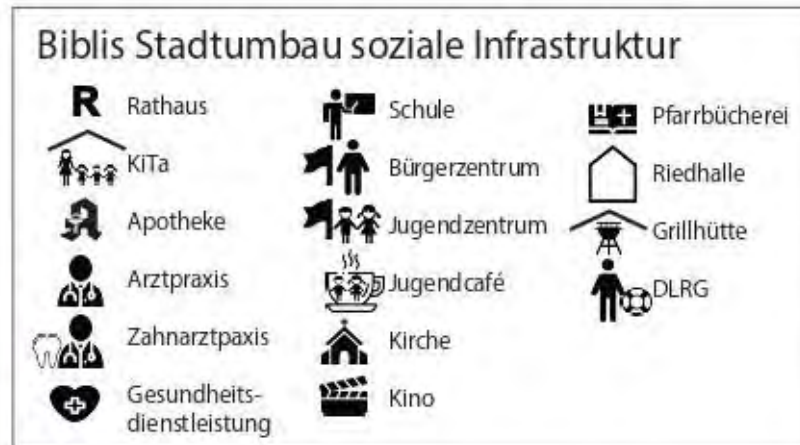 Biblis Stadtumbau soziale Infrastruktur
R Rathaus
KiTa
Apotheke
Arztpraxis
Zahnarztpaxis
Gesundheits-
dienstleistung
Schule
Bürgerzentrum
Jugendzentrum
Jugendcafé
Kirche
Kino
Pfarrbücherei
Riedhalle
Grillhütte
DLRG